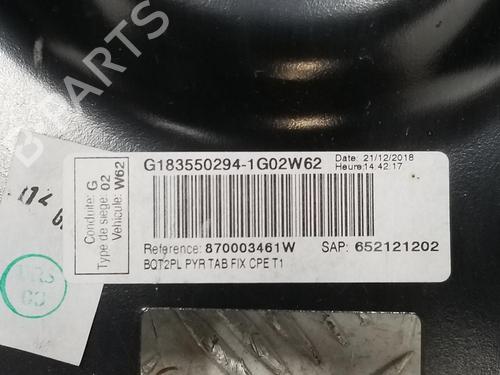 G183550294-1G02W62
Date: 21/12/2018
Heure:14:42:17
Conduite: G
Type de siege: 02
Vehicule: W62
Reference: 870003461W SAP: 652121202
BQT2PL PYR TAB FIX CPE T1
B-PARTS